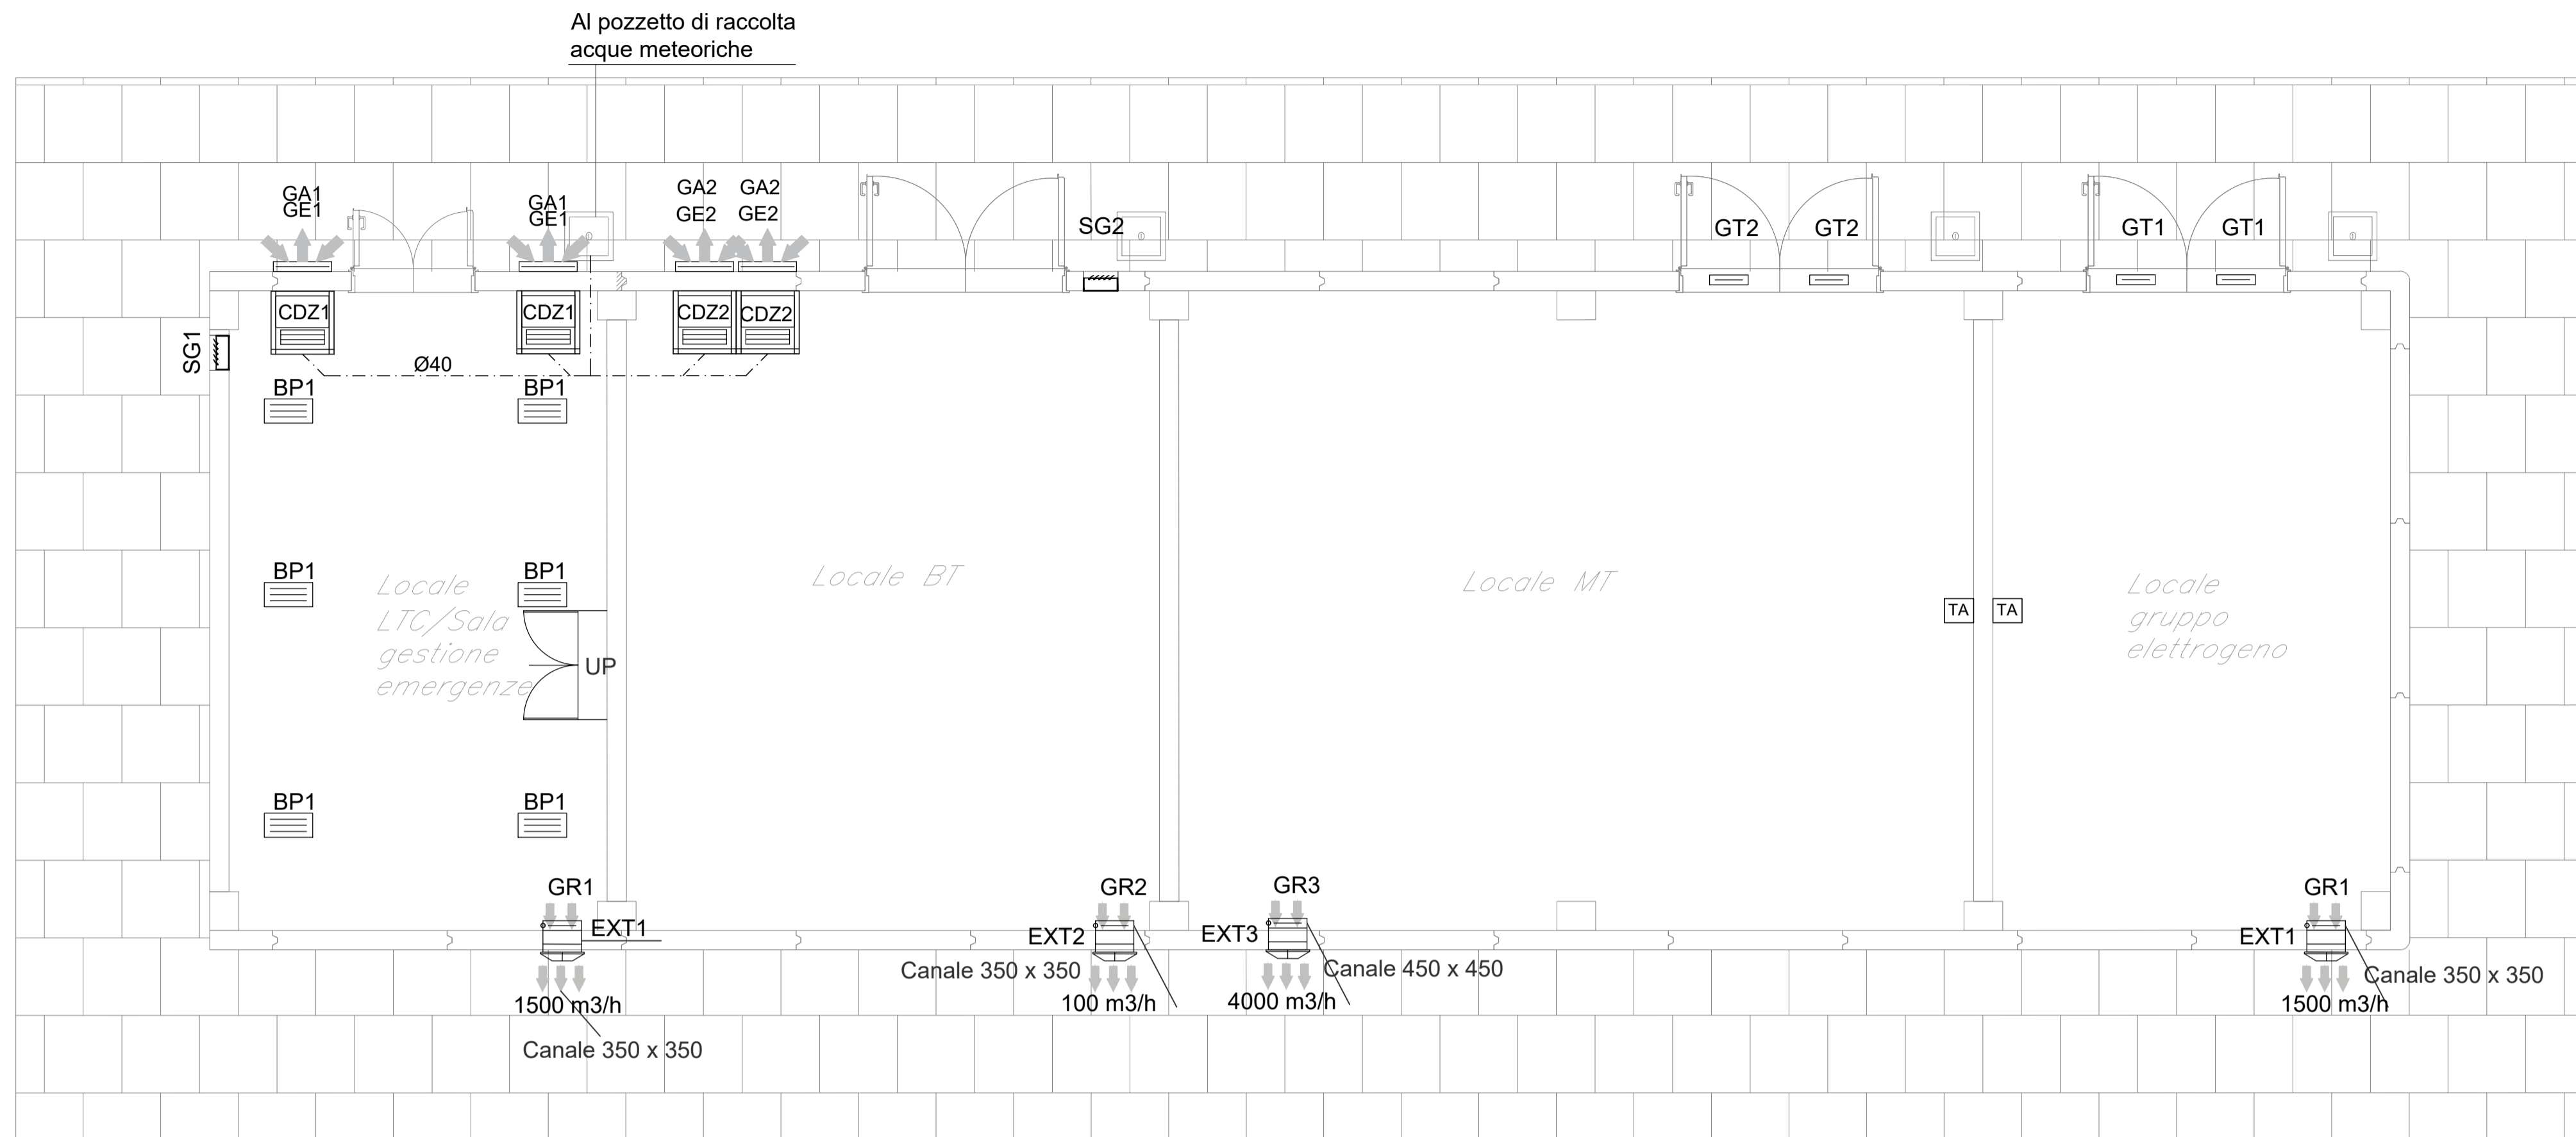 Al pozzetto di raccolta
acque meteoriche
GA1
GE1
GA1
GE1
GA2
GE2
GA2
GE2
SG2
GT2
GT2
GT1
GT1
CDZ1
CDZ1
CDZ2
CDZ2
SG1
Ø40
BP1
BP1
BP1
BP1
Locale
LTC/Sala
gestione
emergenze
UP
Locale BT
Locale MT
TA
TA
Locale
gruppo
elettrogeno
BP1
BP1
GR1
EXT1
1500 m3/h
Canale 350 x 350
GR2
EXT2
Canale 350 x 350
100 m3/h
GR3
EXT3
Canale 450 x 450
4000 m3/h
GR1
EXT1
Canale 350 x 350
1500 m3/h